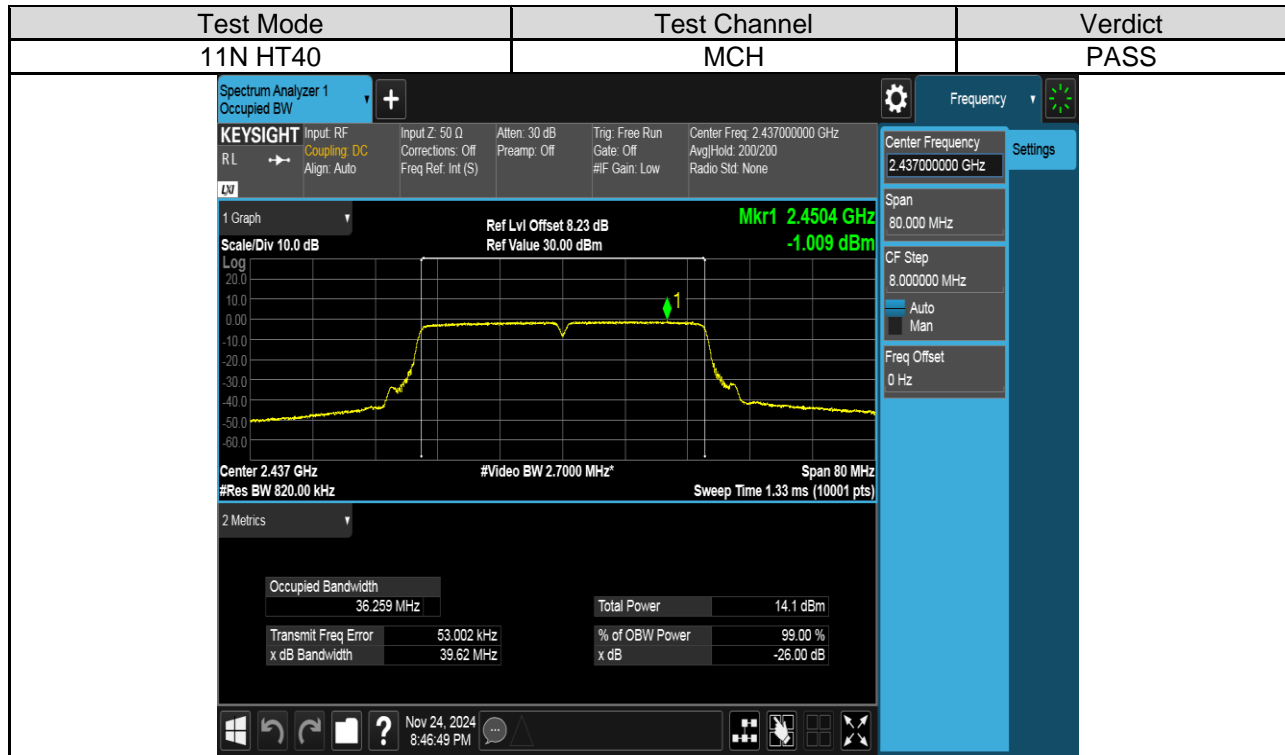 Test Mode Test Channel Verdict
11N HT40 MCH PASS
Spectrum Analyzer 1
Occupied BW
+
Frequency
KEYSIGHT Input: RF Input Z: 50 Ω Atten: 30 dB Trig: Free Run Center Freq: 2.437000000 GHz
RL Coupling: DC Corrections: Off Preamp: Off Gate: Off Avg|Hold: 200/200
Align: Auto Freq Ref: Int (S) #IF Gain: Low Radio Std: None
LXI
Center Frequency
2.437000000 GHz
Settings
Span
80.000 MHz
CF Step
8.000000 MHz
Auto
Man
Freq Offset
0 Hz
1 Graph Ref Lvl Offset 8.23 dB Mkr1 2.4504 GHz
Scale/Div 10.0 dB Ref Value 30.00 dBm -1.009 dBm
Log
20.0
10.0
1
0.00
-10.0
-20.0
-30.0
-40.0
-50.0
-60.0
Center 2.437 GHz #Video BW 2.7000 MHz* Span 80 MHz
#Res BW 820.00 kHz Sweep Time 1.33 ms (10001 pts)
2 Metrics
Occupied Bandwidth
36.259 MHz Total Power 14.1 dBm
Transmit Freq Error 53.002 kHz % of OBW Power 99.00 %
x dB Bandwidth 39.62 MHz x dB -26.00 dB
? Nov 24, 2024
8:46:49 PM